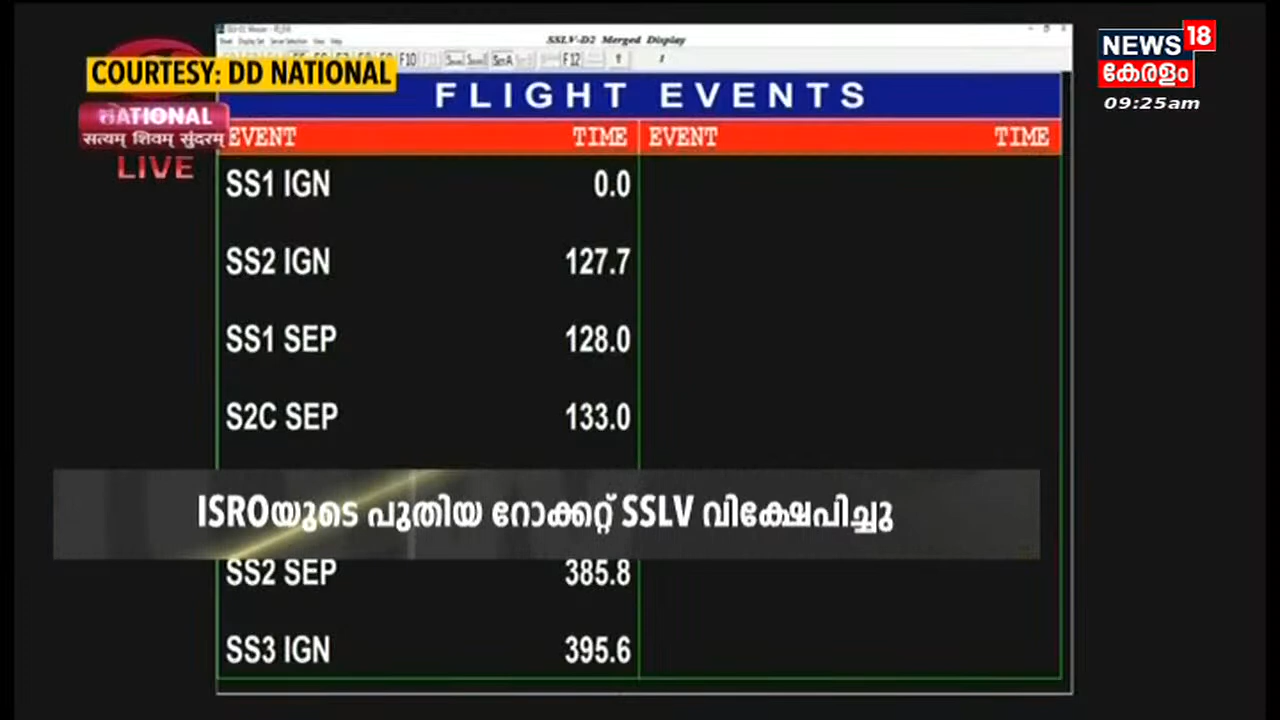 SSLV-D2 Merged Display
NEWS 18
കേരളം
09:25am
COURTESY: DD NATIONAL
NATIONAL
सत्यम् शिवम् सुंदरम्
LIVE
F10
F12
FLIGHT EVENTS
EVENT TIME EVENT TIME
SS1 IGN 0.0
SS2 IGN 127.7
SS1 SEP 128.0
S2C SEP 133.0
ISROയുടെ പുതിയ റോക്കറ്റ് SSLV വിക്ഷേപിച്ചു
SS2 SEP 385.8
SS3 IGN 395.6